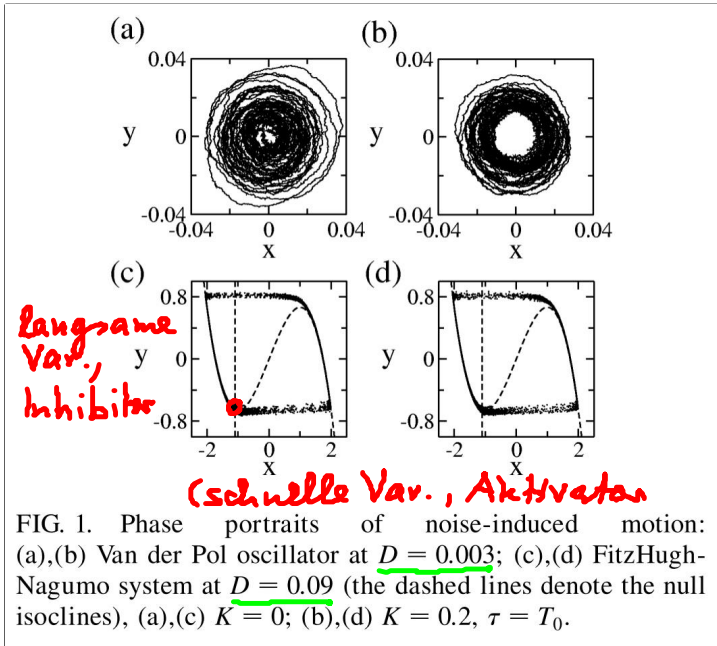 (a)
(b)
0.04
0.04
y
0
y
0
-0.04
-0.04
-0.04
0
0.04
-0.04
0
0.04
x
x
(c)
(d)
0.8
0.8
langsame
Var.,
Inhibitor
y
0
y
0
-0.8
-0.8
-2
0
2
-2
0
2
x
x
(schnelle Var., Aktivator
FIG. 1. Phase portraits of noise-induced motion:
(a),(b) Van der Pol oscillator at D = 0.003; (c),(d) FitzHugh-
Nagumo system at D = 0.09 (the dashed lines denote the null
isoclines), (a),(c) K = 0; (b),(d) K = 0.2, τ = T₀.